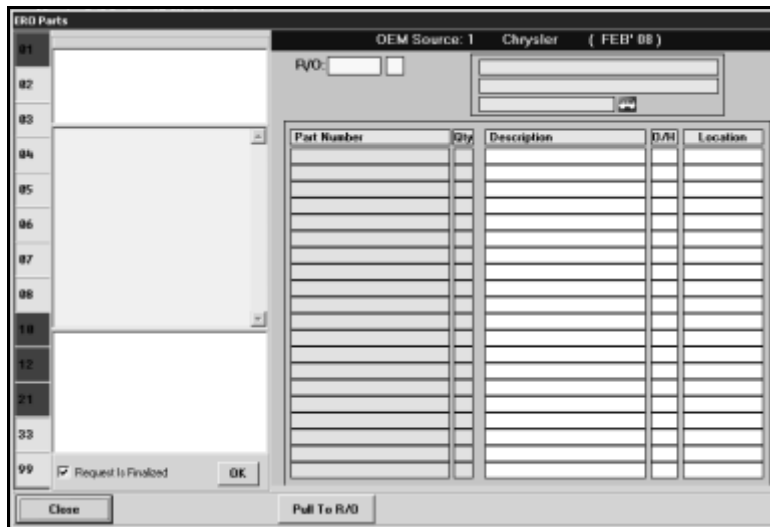 ERO Parts
OEM Source: 1 Chrysler ( FEB' 08 )
R/O:
01
02
03
04
05
06
07
08
10
12
21
33
99
Part Number Qty Description O/H Location
Request Is Finalized OK
Close Pull To R/O